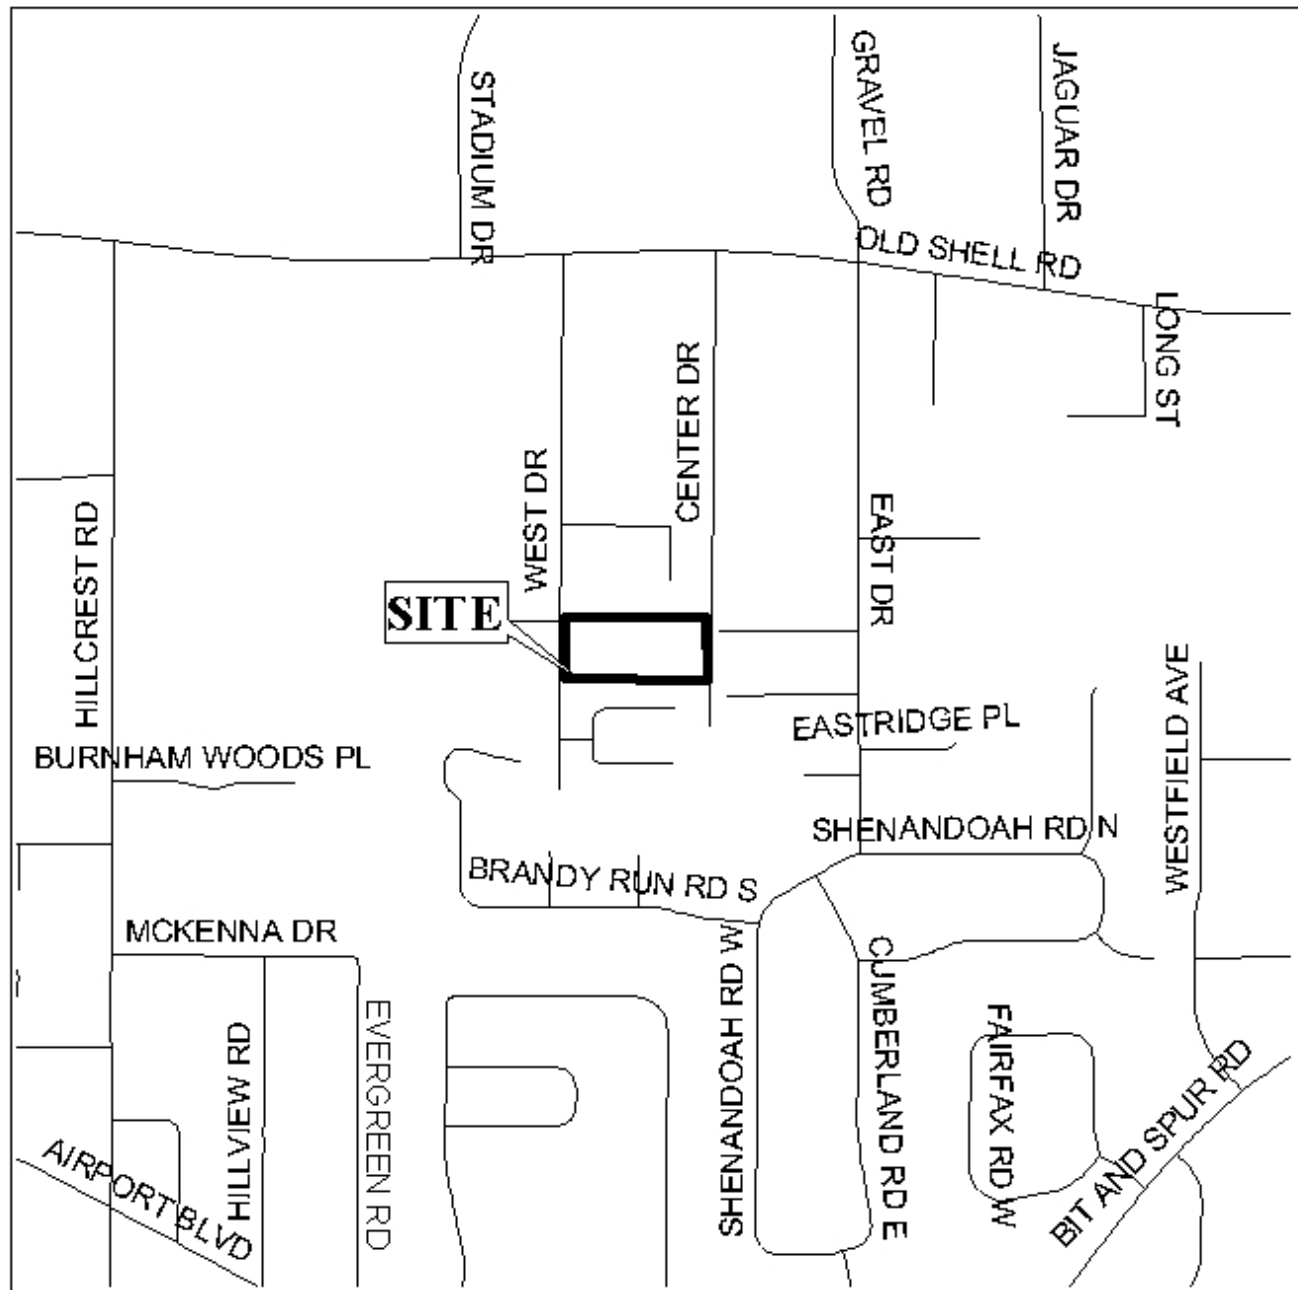 STADIUM DR
GRAVEL RD
JAGUAR DR
OLD SHELL RD
LONG ST
CENTER DR
WEST DR
EAST DR
HILLCREST RD
SITE
WESTFIELD AVE
EASTRIDGE PL
BURNHAM WOODS PL
SHENANDOAH RD N
BRANDY RUN RD S
MCKENNA DR
SHENANDOAH RD W
CUMBERLAND RD E
EVERGREEN RD
HILLVIEW RD
FAIRFAX RD W
BIT AND SPUR RD
AIRPORT BLVD